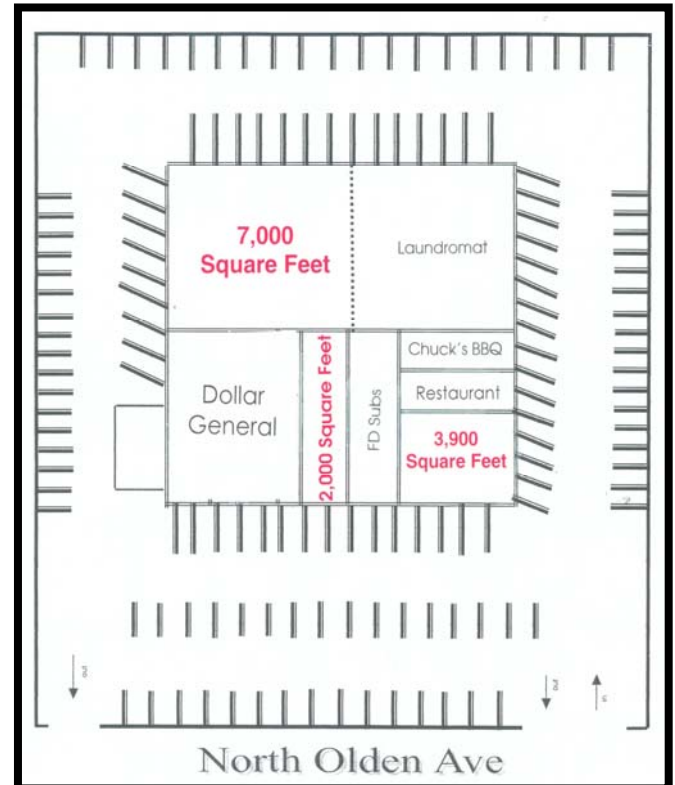 7,000
Square Feet
Laundromat
Dollar
General
2,000 Square Feet
FD Subs
Chuck's BBQ
Restaurant
3,900
Square Feet
North Olden Ave